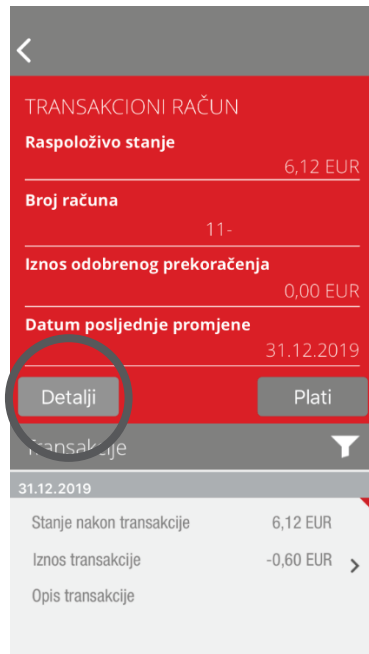 TRANSAKCIONI RAČUN
Raspoloživo stanje
6,12 EUR
Broj računa
11-
Iznos odobrenog prekoračenja
0,00 EUR
Datum posljednje promjene
31.12.2019
Detalji Plati
Transakcije
31.12.2019
Stanje nakon transakcije 6,12 EUR
Iznos transakcije -0,60 EUR
Opis transakcije